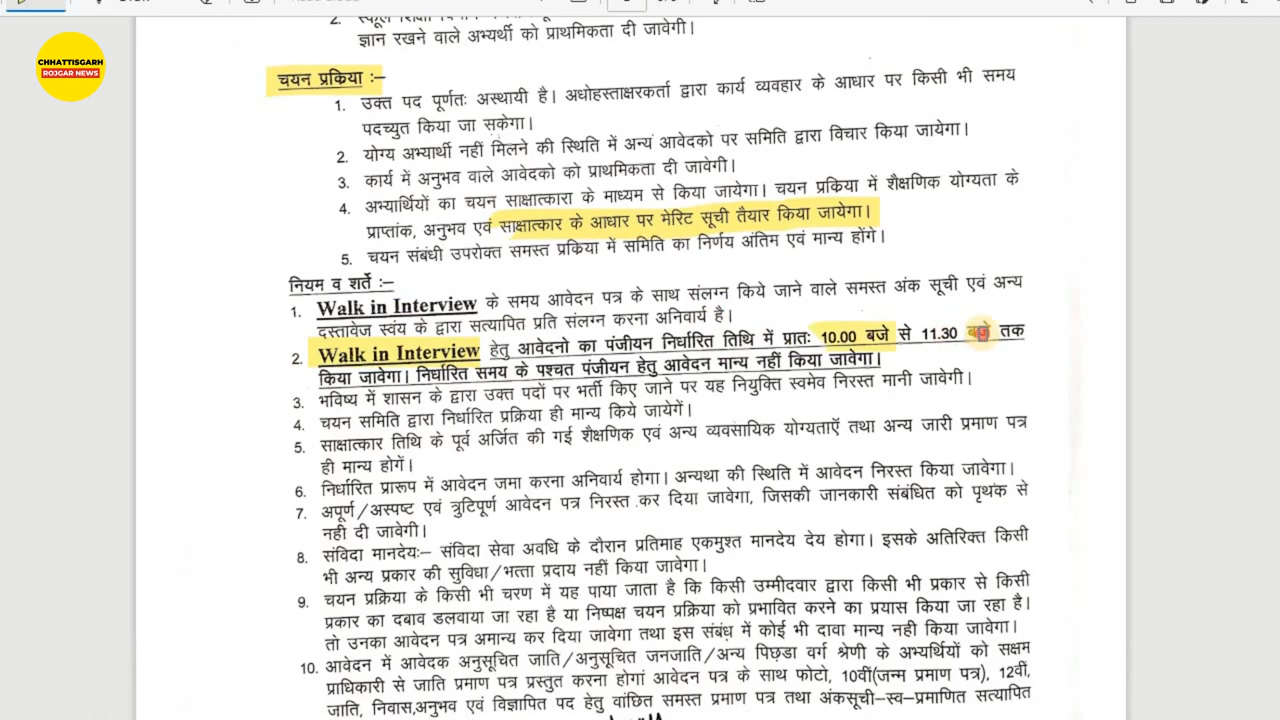 CHHATTISGARH
ROJGAR NEWS
2.
ज्ञान रखने वाले अभ्यर्थी को प्राथमिकता दी जावेगी।
चयन प्रकिया :–
1. उक्त पद पूर्णतः अस्थायी है। अधोहस्ताक्षरकर्ता द्वारा कार्य व्यवहार के आधार पर किसी भी समय
पदच्युत किया जा सकेगा।
2. योग्य अभ्यार्थी नहीं मिलने की स्थिति में अन्य आवेदको पर समिति द्वारा विचार किया जायेगा।
3. कार्य में अनुभव वाले आवेदको को प्राथमिकता दी जावेगी।
4. अभ्यार्थियों का चयन साक्षात्कारा के माध्यम से किया जायेगा। चयन प्रकिया में शैक्षणिक योग्यता के
प्राप्तांक, अनुभव एवं साक्षात्कार के आधार पर मेरिट सूची तैयार किया जायेगा।
5. चयन संबंधी उपरोक्त समस्त प्रकिया में समिति का निर्णय अंतिम एवं मान्य होंगे।
नियम व शर्ते :–
1. Walk in Interview के समय आवेदन पत्र के साथ संलग्न किये जाने वाले समस्त अंक सूची एवं अन्य
दस्तावेज स्वंय के द्वारा सत्यापित प्रति संलग्न करना अनिवार्य है।
2. Walk in Interview हेतु आवेदनो का पंजीयन निर्धारित तिथि में प्रातः 10.00 बजे से 11.30 बजे तक
किया जावेगा। निर्धारित समय के पश्चत पंजीयन हेतु आवेदन मान्य नहीं किया जावेगा।
3. भविष्य में शासन के द्वारा उक्त पदों पर भर्ती किए जाने पर यह नियुक्ति स्वमेव निरस्त मानी जावेगी।
4. चयन समिति द्वारा निर्धारित प्रक्रिया ही मान्य किये जायेगें।
5. साक्षात्कार तिथि के पूर्व अर्जित की गई शैक्षणिक एवं अन्य व्यवसायिक योग्यताऍ तथा अन्य जारी प्रमाण पत्र
ही मान्य होगें।
6. निर्धारित प्रारूप में आवेदन जमा करना अनिवार्य होगा। अन्यथा की स्थिति में आवेदन निरस्त किया जावेगा।
7. अपूर्ण/अस्पष्ट एवं त्रुटिपूर्ण आवेदन पत्र निरस्त कर दिया जावेगा, जिसकी जानकारी संबंधित को पृथक से
नही दी जावेगी।
8. संविदा मानदेयः– संविदा सेवा अवधि के दौरान प्रतिमाह एकमुश्त मानदेय देय होगा। इसके अतिरिक्त किसी
भी अन्य प्रकार की सुविधा/भत्ता प्रदाय नहीं किया जावेगा।
9. चयन प्रक्रिया के किसी भी चरण में यह पाया जाता है कि किसी उम्मीदवार द्वारा किसी भी प्रकार से किसी
प्रकार का दबाव डलवाया जा रहा है या निष्पक्ष चयन प्रक्रिया को प्रभावित करने का प्रयास किया जा रहा है।
तो उनका आवेदन पत्र अमान्य कर दिया जावेगा तथा इस संबंध में कोई भी दावा मान्य नही किया जावेगा।
10. आवेदन में आवेदक अनुसूचित जाति/अनुसूचित जनजाति/अन्य पिछड़ा वर्ग श्रेणी के अभ्यर्थियों को सक्षम
प्राधिकारी से जाति प्रमाण पत्र प्रस्तुत करना होगां आवेदन पत्र के साथ फोटो, 10वीं(जन्म प्रमाण पत्र), 12वीं,
जाति, निवास,अनुभव एवं विज्ञापित पद हेतु वांछित समस्त प्रमाण पत्र तथा अंकसूची–स्व–प्रमाणित सत्यापित